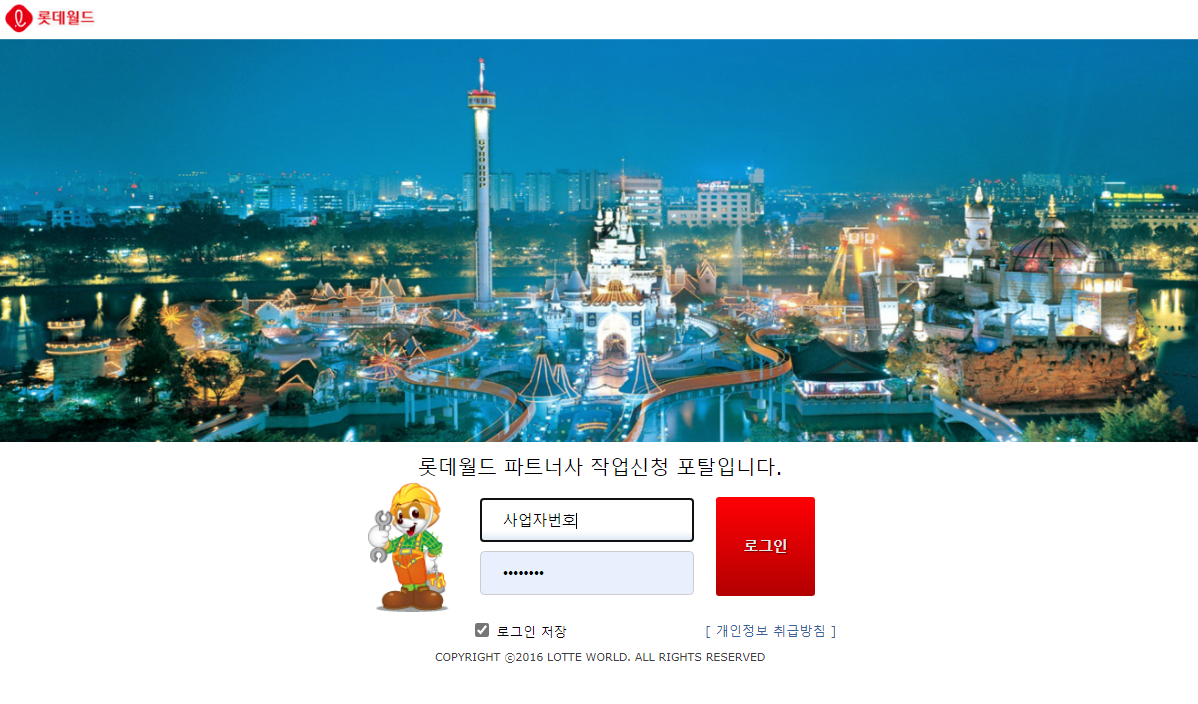 롯데월드
GYRODROP
롯데월드 파트너사 작업신청 포탈입니다.
사업자번호
로그인
••••••••
로그인 저장
[ 개인정보 취급방침 ]
COPYRIGHT ⓒ2016 LOTTE WORLD. ALL RIGHTS RESERVED